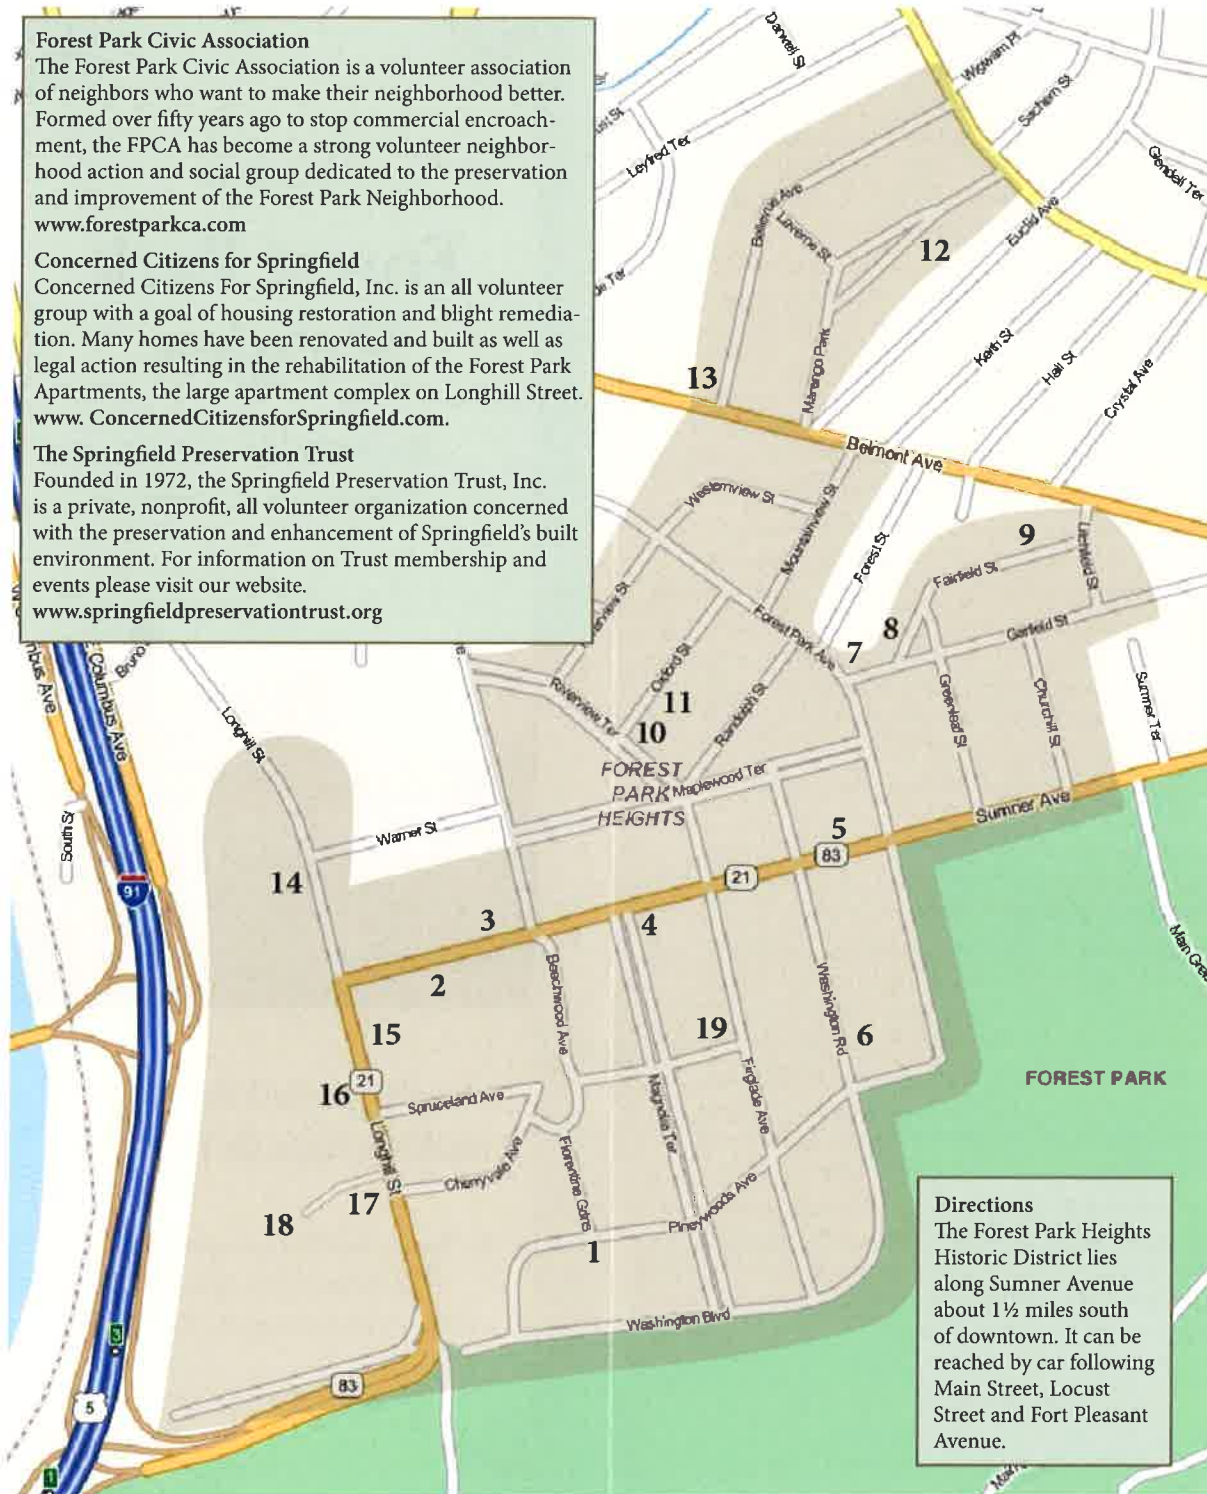 Forest Park Civic Association
The Forest Park Civic Association is a volunteer association
of neighbors who want to make their neighborhood better.
Formed over fifty years ago to stop commercial encroach-
ment, the FPCA has become a strong volunteer neighbor-
hood action and social group dedicated to the preservation
and improvement of the Forest Park Neighborhood.
www.forestparkca.com
Concerned Citizens for Springfield
Concerned Citizens For Springfield, Inc. is an all volunteer
group with a goal of housing restoration and blight remedia-
tion. Many homes have been renovated and built as well as
legal action resulting in the rehabilitation of the Forest Park
Apartments, the large apartment complex on Longhill Street.
www. ConcernedCitizensforSpringfield.com.
The Springfield Preservation Trust
Founded in 1972, the Springfield Preservation Trust, Inc.
is a private, nonprofit, all volunteer organization concerned
with the preservation and enhancement of Springfield's built
environment. For information on Trust membership and
events please visit our website.
www.springfieldpreservationtrust.org
Wigwam Pl
Sachem St
Leyfred Ter
Glendell Ter
Bellevue Ave
Laverne St
Euclid Ave
12
Keith St
Hall St
Crystal Ave
13
Marengo Park
Belmont Ave
Westernview St
Mountainview St
Forest St
9
Fairfield St
Litchfield St
8
Garfield St
Forest Park Ave
7
Oxford St
Riverview Ter
11
10
Randolph St
Greenleaf St
Churchill St
Sumner Ter
Columbus Ave
Longhill St
FOREST
PARK
HEIGHTS
Maplewood Ter
Sumner Ave
South St
Warner St
5
83
21
91
14
3
4
2
Beechwood Ave
Washington Rd
15
19
6
16
21
Spruceland Ave
Magnolia Ter
Firglade Ave
FOREST PARK
Longhill St
Cherryvale Ave
Florentine Gdns
17
18
Pineywoods Ave
1
Washington Blvd
3
83
5
1
Directions
The Forest Park Heights
Historic District lies
along Sumner Avenue
about 1½ miles south
of downtown. It can be
reached by car following
Main Street, Locust
Street and Fort Pleasant
Avenue.